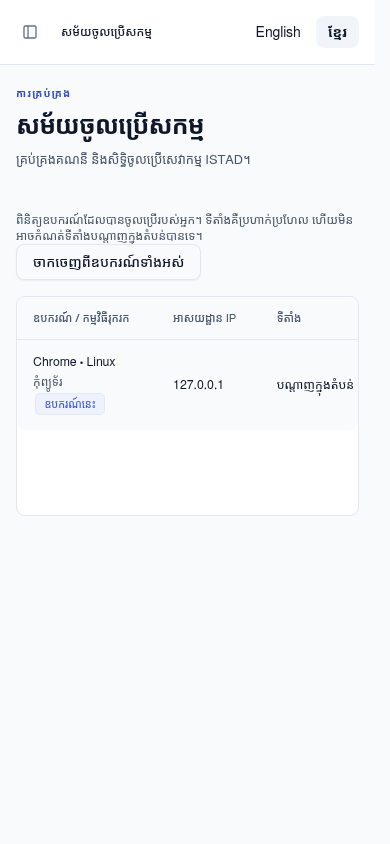 សម័យចូលប្រើសកម្ម
English
ខ្មែរ
ការគ្រប់គ្រង
សម័យចូលប្រើសកម្ម
គ្រប់គ្រងគណនី និងសិទ្ធិចូលប្រើសេវាកម្ម ISTAD។
ពិនិត្យឧបករណ៍ដែលបានចូលប្រើរបស់អ្នក។ ទីតាំងគឺប្រហាក់ប្រហែល ហើយមិន
អាចកំណត់ទីតាំងបណ្តាញក្នុងតំបន់បានទេ។
ចាកចេញពីឧបករណ៍ទាំងអស់
ឧបករណ៍ / កម្មវិធីរុករក
អាសយដ្ឋាន IP
ទីតាំង
Chrome • Linux
កុំព្យូទ័រ
ឧបករណ៍នេះ
127.0.0.1
បណ្តាញក្នុងតំបន់